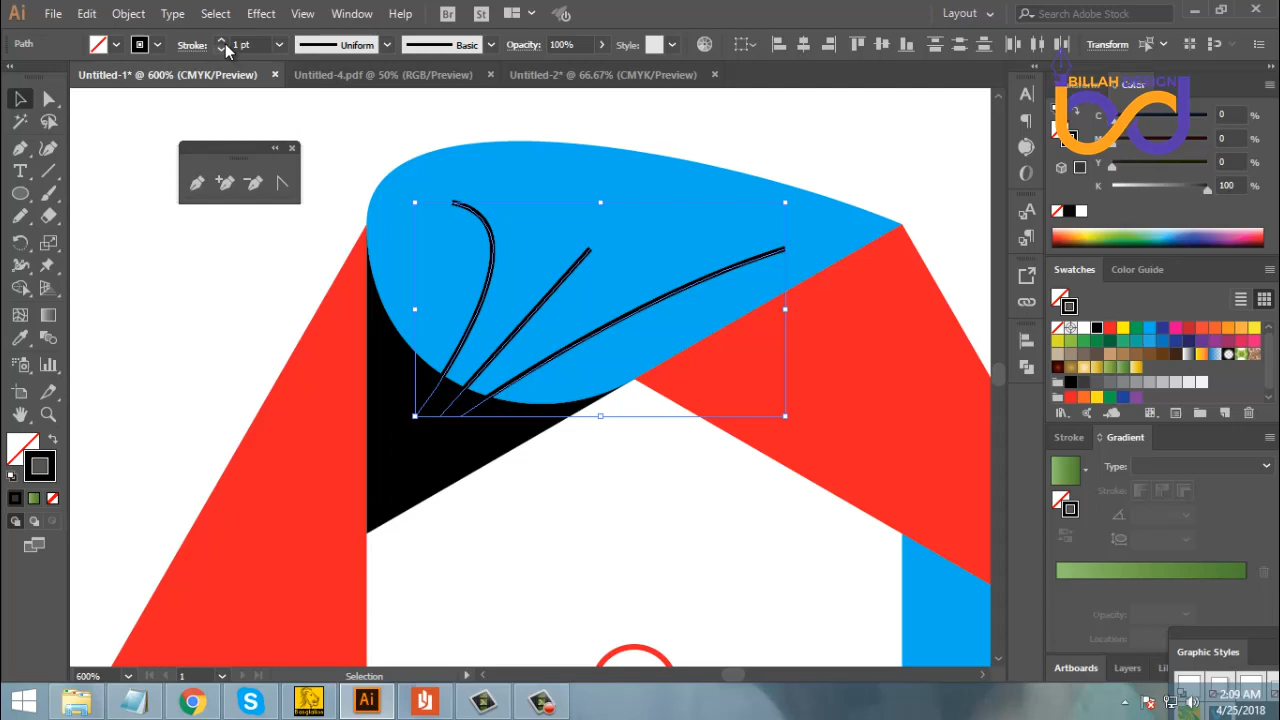 Ai File Edit Object Type Select Effect View Window Help Br St Layout Search Adobe Stock
Path Stroke: 1 pt Uniform Basic Opacity: 100% Style: Transform
Untitled-1* @ 600% (CMYK/Preview) × Untitled-4.pdf @ 50% (RGB/Preview) × Untitled-2* @ 66.67% (CMYK/Preview) ×
BILLAH DESIGN
Color
C 0 %
M 0 %
Y 0 %
K 100 %
Swatches Color Guide
Stroke Gradient
Type:
Stroke:
Opacity:
Location:
Graphic Styles
Artboards Layers
600% 1 Selection
Ai
2:09 AM
4/25/2018